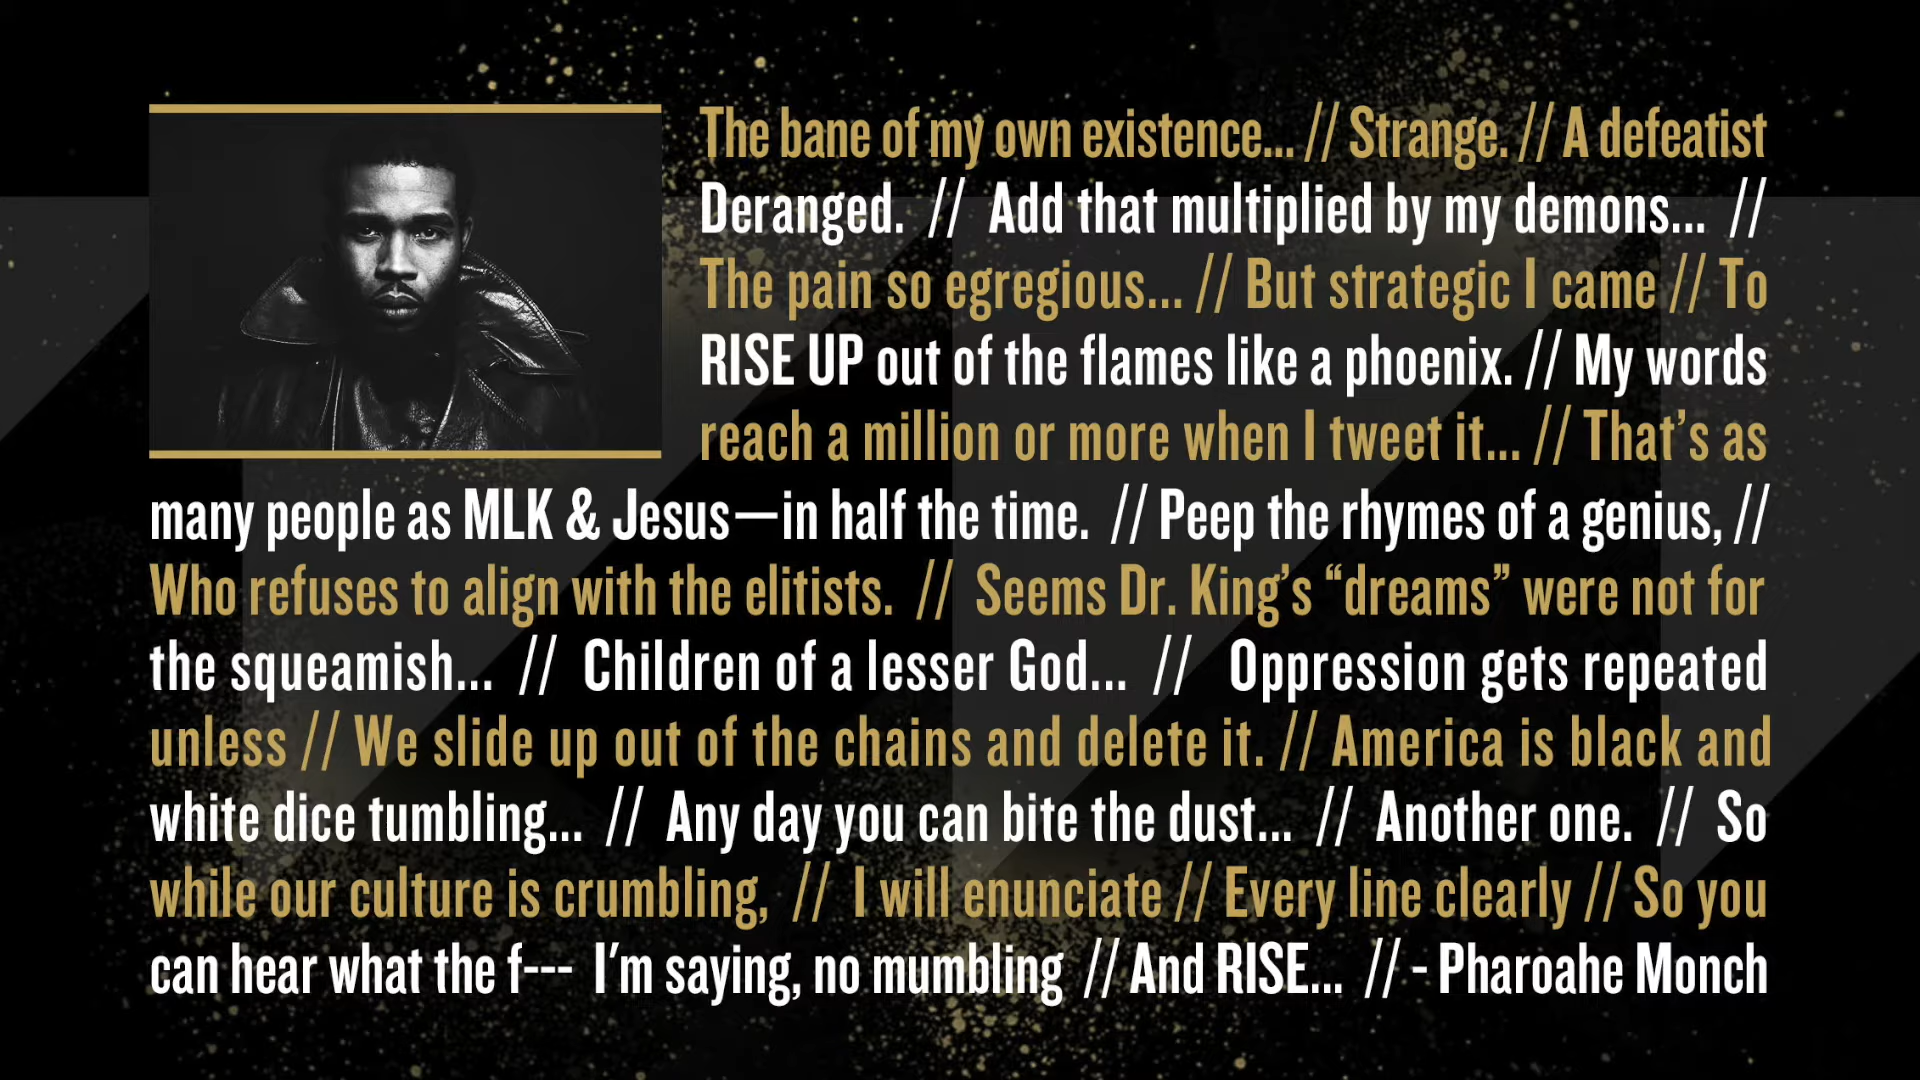 The bane of my own existence... // Strange. // A defeatist
Deranged. // Add that multiplied by my demons... //
The pain so egregious... // But strategic I came // To
RISE UP out of the flames like a phoenix. // My words
reach a million or more when I tweet it... // That’s as
many people as MLK & Jesus—in half the time. // Peep the rhymes of a genius, //
Who refuses to align with the elitists. // Seems Dr. King’s “dreams” were not for
the squeamish... // Children of a lesser God... // Oppression gets repeated
unless // We slide up out of the chains and delete it. // America is black and
white dice tumbling... // Any day you can bite the dust... // Another one. // So
while our culture is crumbling, // I will enunciate // Every line clearly // So you
can hear what the f--- I'm saying, no mumbling // And RISE... // - Pharoahe Monch